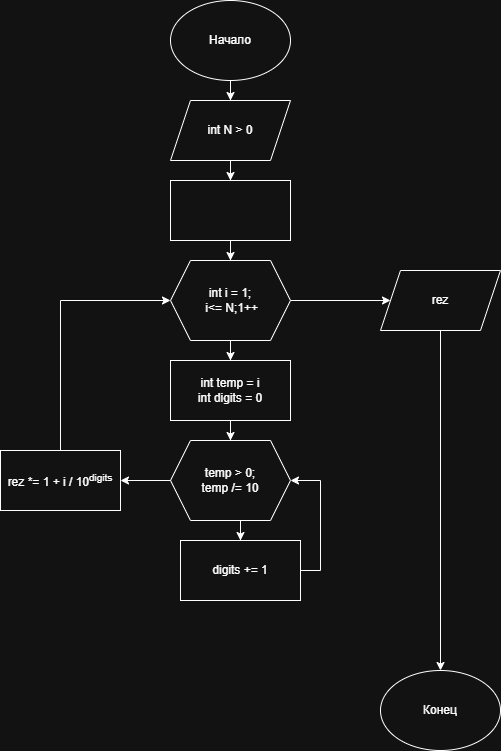 Начало
int N > 0
int i = 1;
i<= N;1++
rez
int temp = i
int digits = 0
temp > 0;
temp /= 10
rez *= 1 + i / 10^digits
digits += 1
Конец